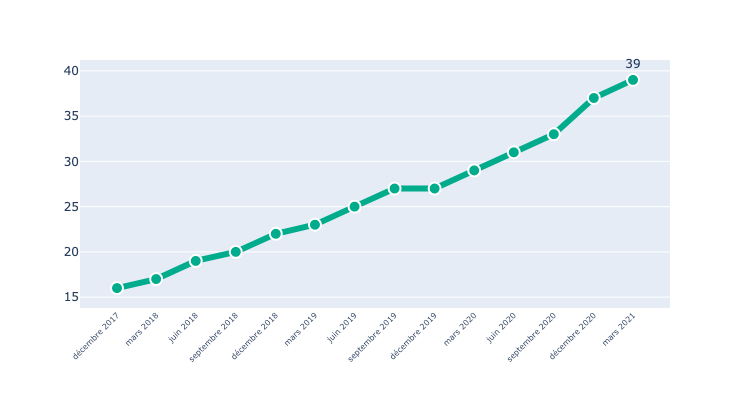 39
40
35
30
25
20
15
décembre 2017
mars 2018
juin 2018
septembre 2018
décembre 2018
mars 2019
juin 2019
septembre 2019
décembre 2019
mars 2020
juin 2020
septembre 2020
décembre 2020
mars 2021